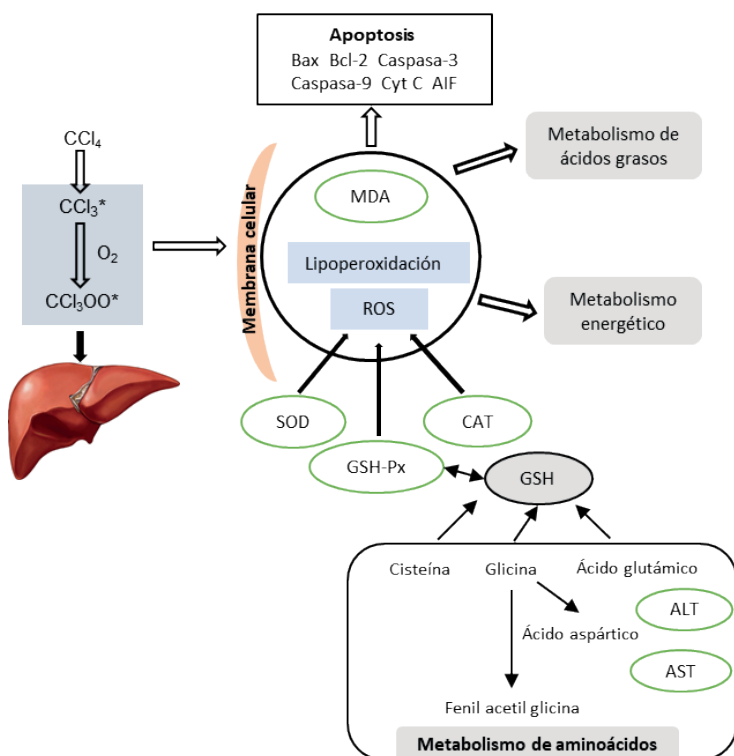 Apoptosis
Bax Bcl-2 Caspasa-3
Caspasa-9 Cyt C AIF
CCl₄
CCl₃*
O₂
CCl₃OO*
Membrana celular
MDA
Lipoperoxidación
ROS
Metabolismo de
ácidos grasos
Metabolismo
energético
SOD
CAT
GSH-Px
GSH
Cisteína
Glicina
Ácido glutámico
ALT
Ácido aspártico
AST
Fenil acetil glicina
Metabolismo de aminoácidos